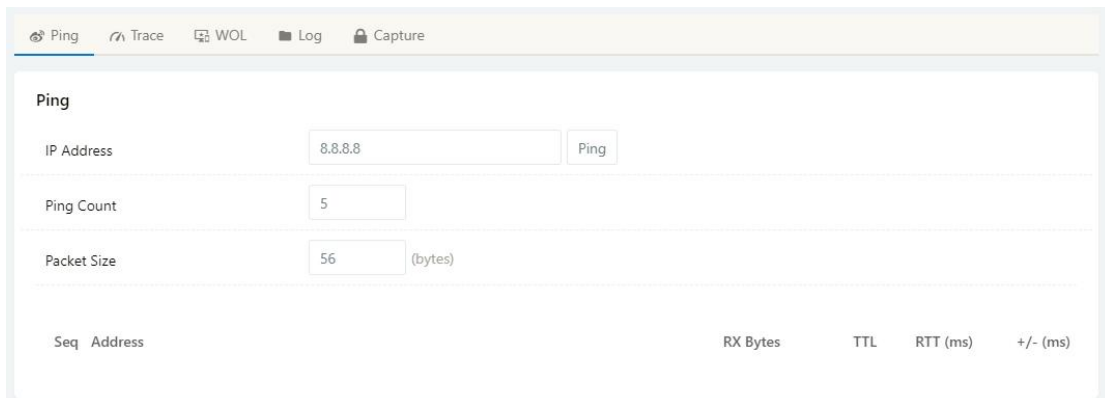 Ping Trace WOL Log Capture
Ping
IP Address 8.8.8.8 Ping
Ping Count 5
Packet Size 56 (bytes)
Seq Address RX Bytes TTL RTT (ms) +/- (ms)